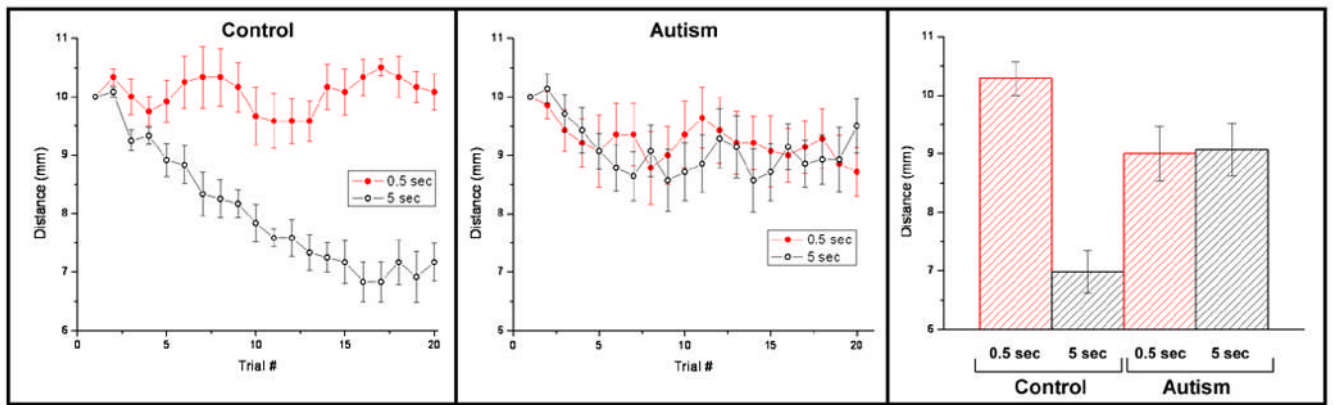 Control
11
10
9
8
7
6
Distance (mm)
0.5 sec
5 sec
0 5 10 15 20
Trial #
Autism
11
10
9
8
7
6
Distance (mm)
0.5 sec
5 sec
0 5 10 15 20
Trial #
11
10
9
8
7
6
Distance (mm)
0.5 sec 5 sec 0.5 sec 5 sec
Control Autism